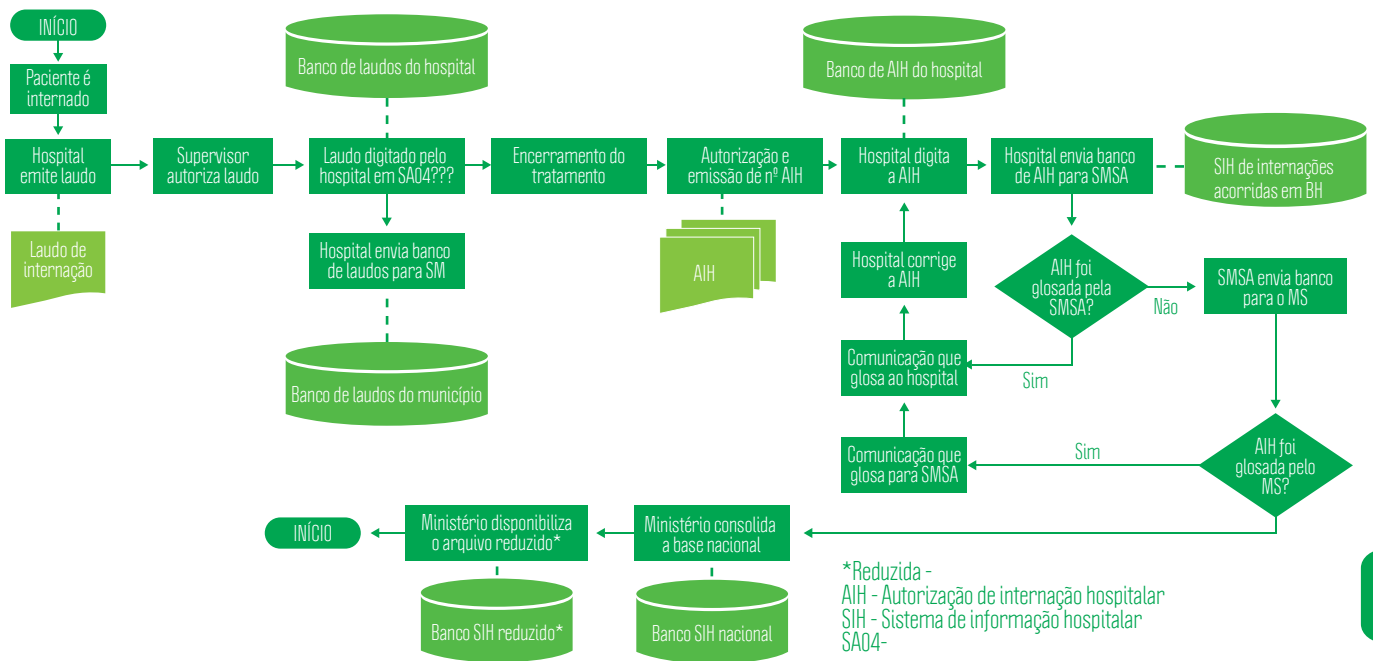 INÍCIO
Paciente é
internado
Hospital
emite laudo
Laudo de
internação
Supervisor
autoriza laudo
Banco de laudos do hospital
Laudo digitado pelo
hospital em SA04???
Hospital envia banco
de laudos para SM
Banco de laudos do município
Encerramento do
tratamento
Autorização e
emissão de nº AIH
AIH
Banco de AIH do hospital
Hospital digita
a AIH
Hospital corrige
a AIH
Comunicação que
glosa ao hospital
Comunicação que
glosa para SMSA
Hospital envia banco
de AIH para SMSA
SIH de internações
acorridas em BH
AIH foi
glosada pela
SMSA?
Não
Sim
SMSA envia banco
para o MS
AIH foi
glosada pelo
MS?
Sim
Ministério consolida
a base nacional
Banco SIH nacional
Ministério disponibiliza
o arquivo reduzido*
Banco SIH reduzido*
INÍCIO
*Reduzida -
AIH - Autorização de internação hospitalar
SIH - Sistema de informação hospitalar
SA04-